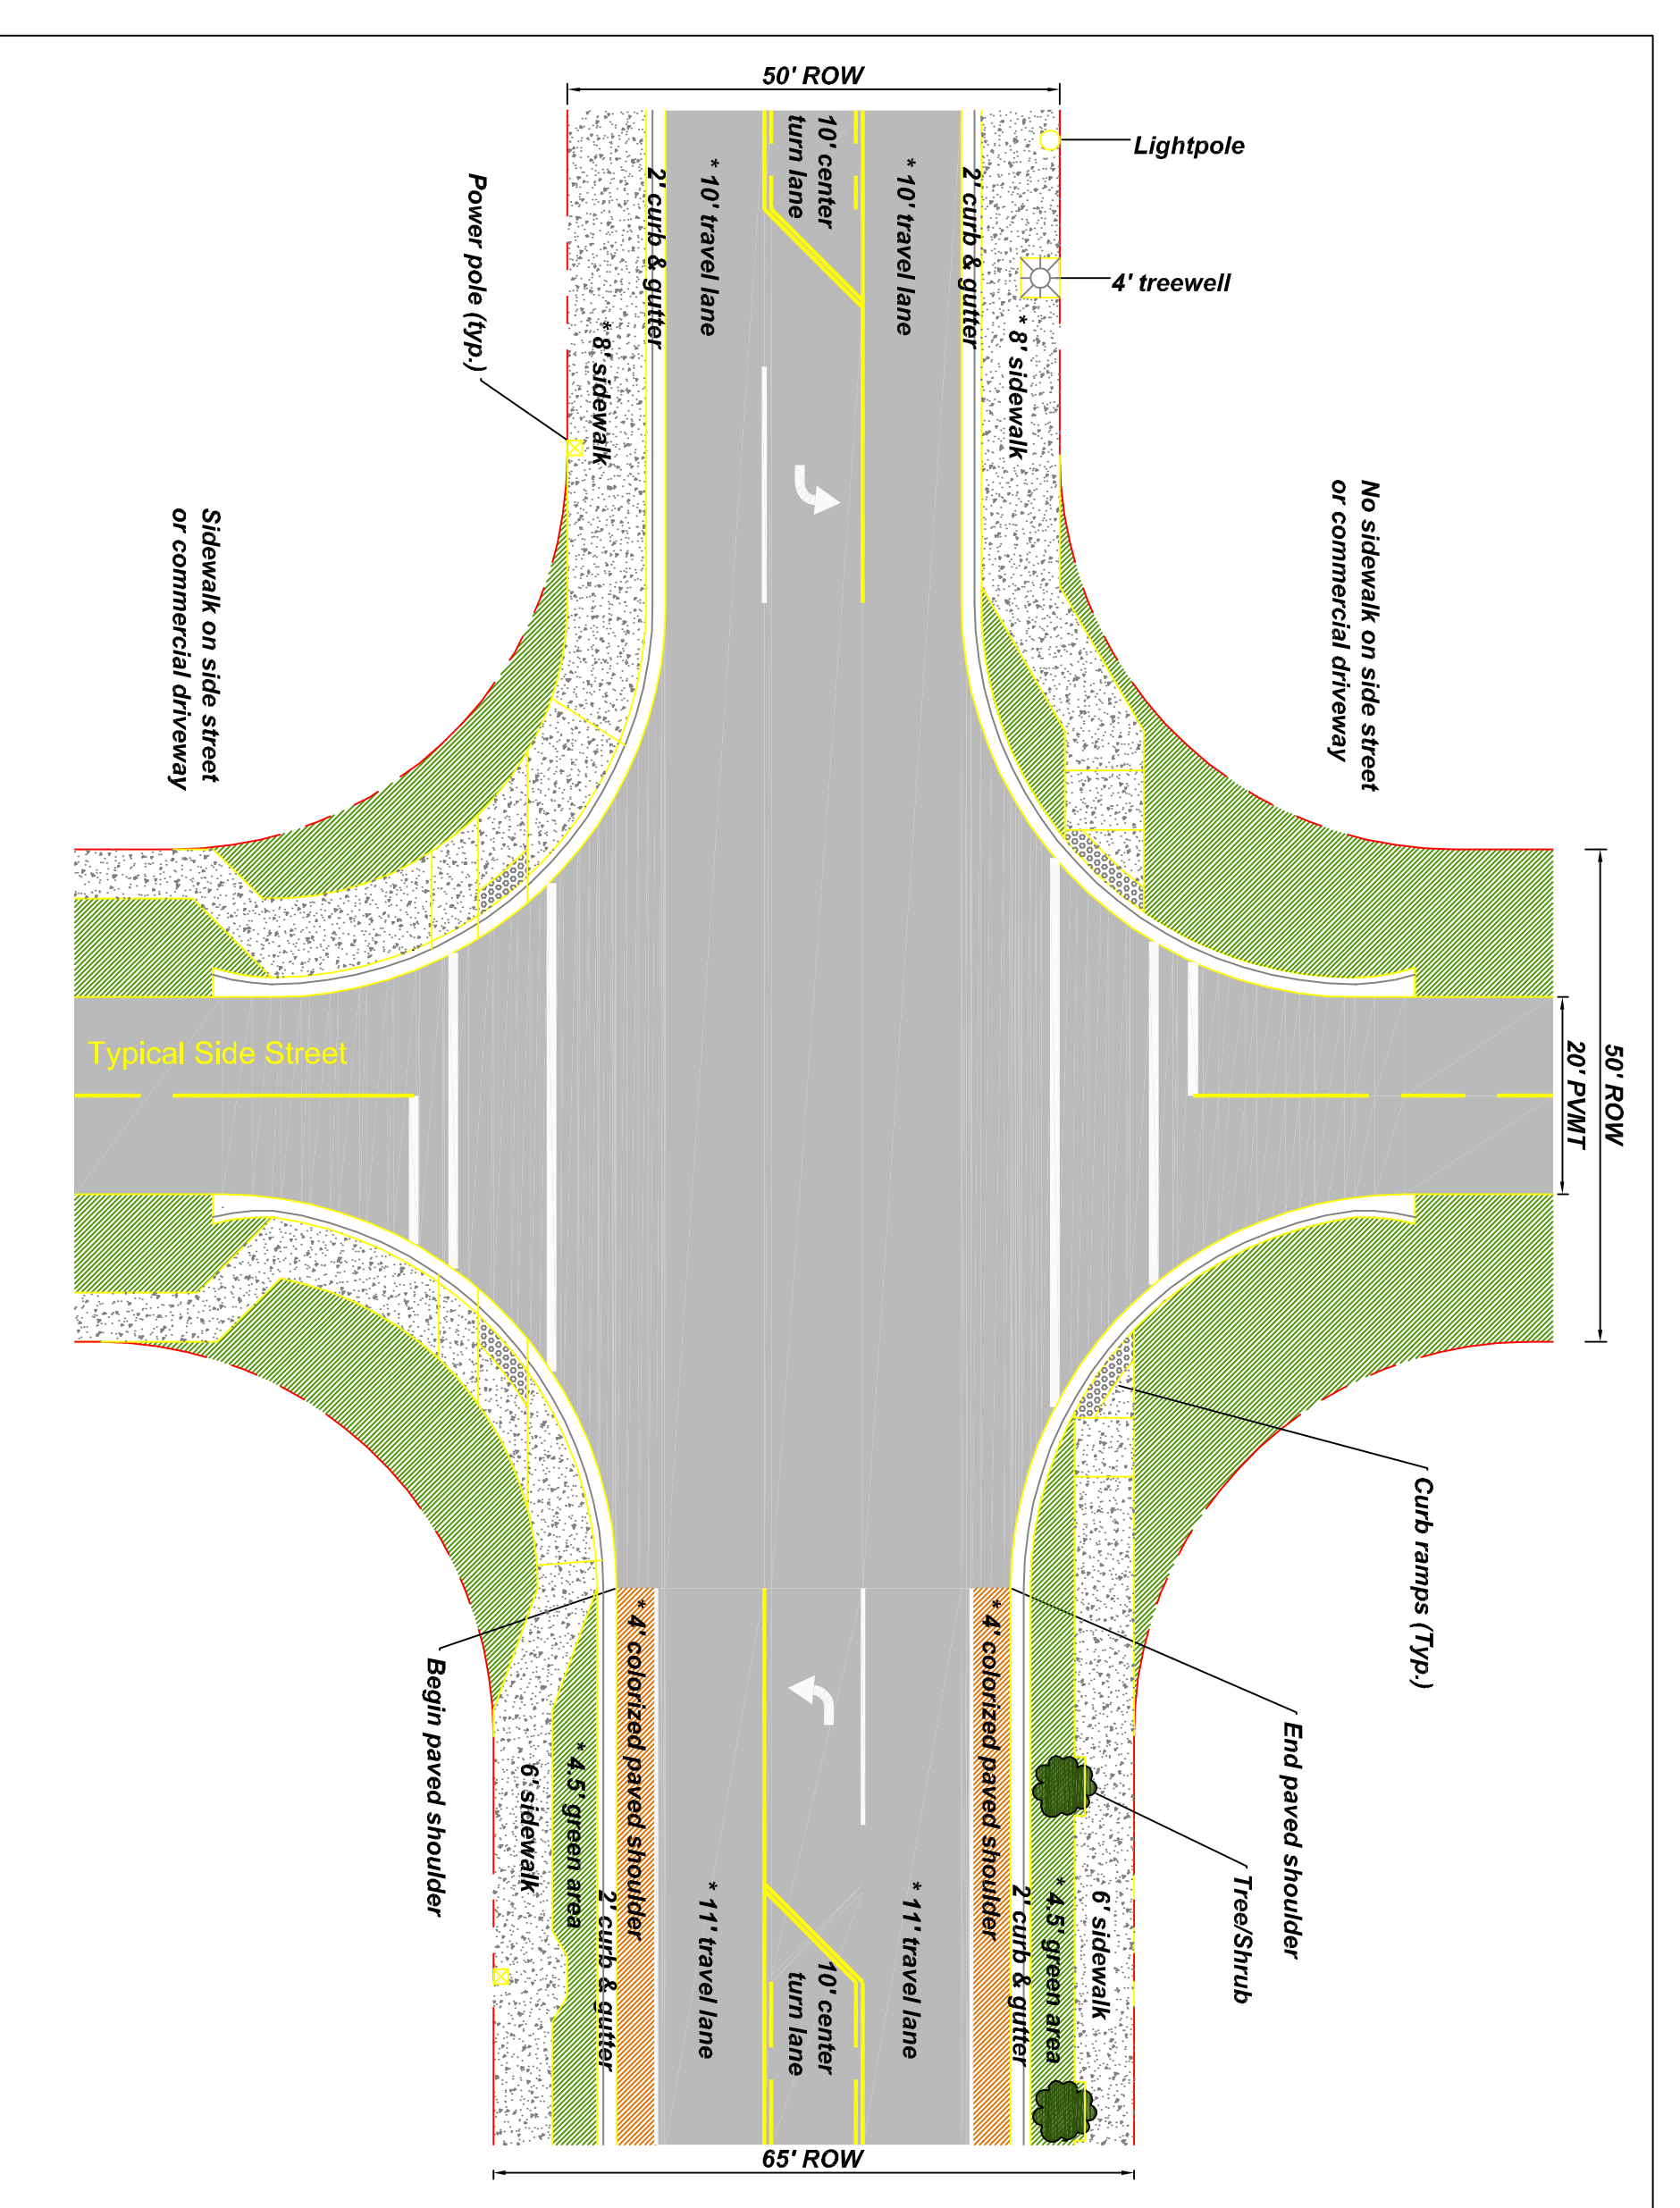 50' ROW
Lightpole
4' treewell
10' center
turn lane
* 10' travel lane
* 10' travel lane
2' curb & gutter
2' curb & gutter
* 8' sidewalk
* 8' sidewalk
Power pole (typ.)
No sidewalk on side street
or commercial driveway
Sidewalk on side street
or commercial driveway
Typical Side Street
50' ROW
20' PVMT
Curb ramps (Typ.)
End paved shoulder
Tree/Shrub
Begin paved shoulder
* 4' colorized paved shoulder
* 4' colorized paved shoulder
6' sidewalk
* 4.5' green area
2' curb & gutter
* 11' travel lane
10' center
turn lane
* 11' travel lane
2' curb & gutter
* 4.5' green area
6' sidewalk
65' ROW